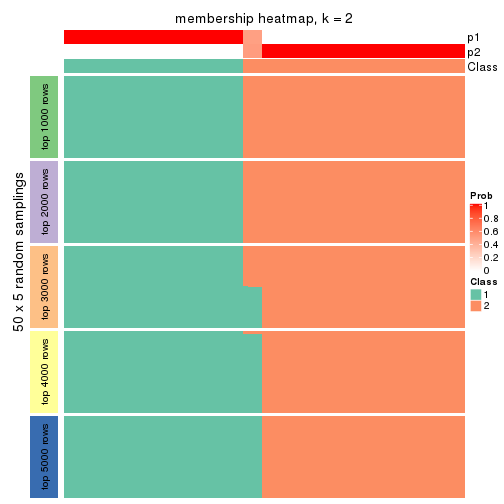 membership heatmap, k = 2
p1
p2
Class
50 x 5 random samplings
top 1000 rows
top 2000 rows
top 3000 rows
top 4000 rows
top 5000 rows
Prob
1
0.8
0.6
0.4
0.2
0
Class
1
2